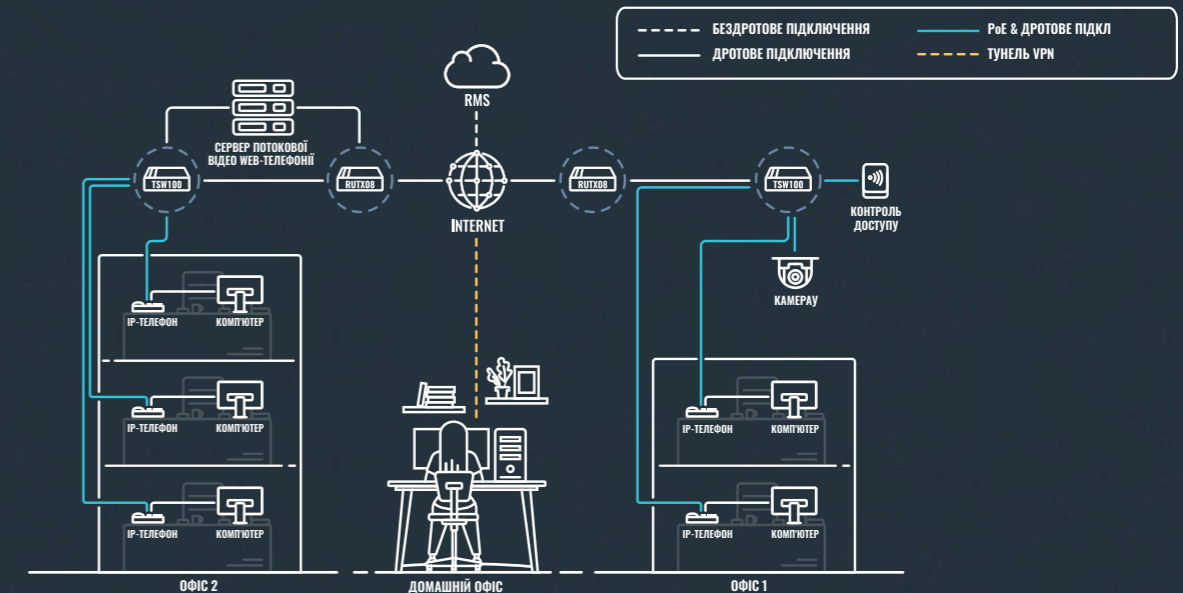 БЕЗДРОТОВЕ ПІДКЛЮЧЕННЯ
PoE & ДРОТОВЕ ПІДКЛ
ДРОТОВЕ ПІДКЛЮЧЕННЯ
ТУНЕЛЬ VPN
RMS
СЕРВЕР ПОТОКОВОЇ
ВІДЕО WEB-ТЕЛЕФОНІЇ
TSW100
RUTX08
INTERNET
RUTX08
TSW100
КОНТРОЛЬ
ДОСТУПУ
КАМЕРАУ
IP-ТЕЛЕФОН
КОМП'ЮТЕР
IP-ТЕЛЕФОН
КОМП'ЮТЕР
IP-ТЕЛЕФОН
КОМП'ЮТЕР
IP-ТЕЛЕФОН
КОМП'ЮТЕР
IP-ТЕЛЕФОН
КОМП'ЮТЕР
ОФІС 2
ДОМАШНІЙ ОФІС
ОФІС 1